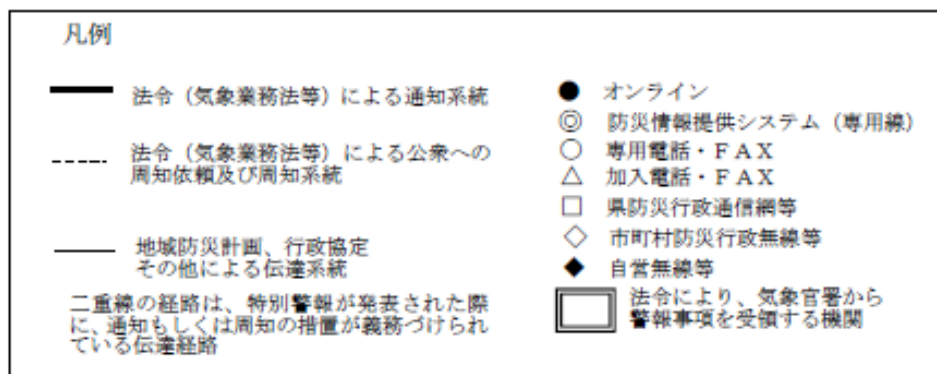 凡例
法令（気象業務法等）による通知系統
法令（気象業務法等）による公衆への
周知依頼及び周知系統
地域防災計画、行政協定
その他による伝達系統
二重線の経路は、特別警報が発表された際
に、通知もしくは周知の措置が義務づけられ
ている伝達経路
● オンライン
◎ 防災情報提供システム（専用線）
○ 専用電話・ＦＡＸ
△ 加入電話・ＦＡＸ
□ 県防災行政通信網等
◇ 市町村防災行政無線等
◆ 自営無線等
法令により、気象官署から
警報事項を受領する機関